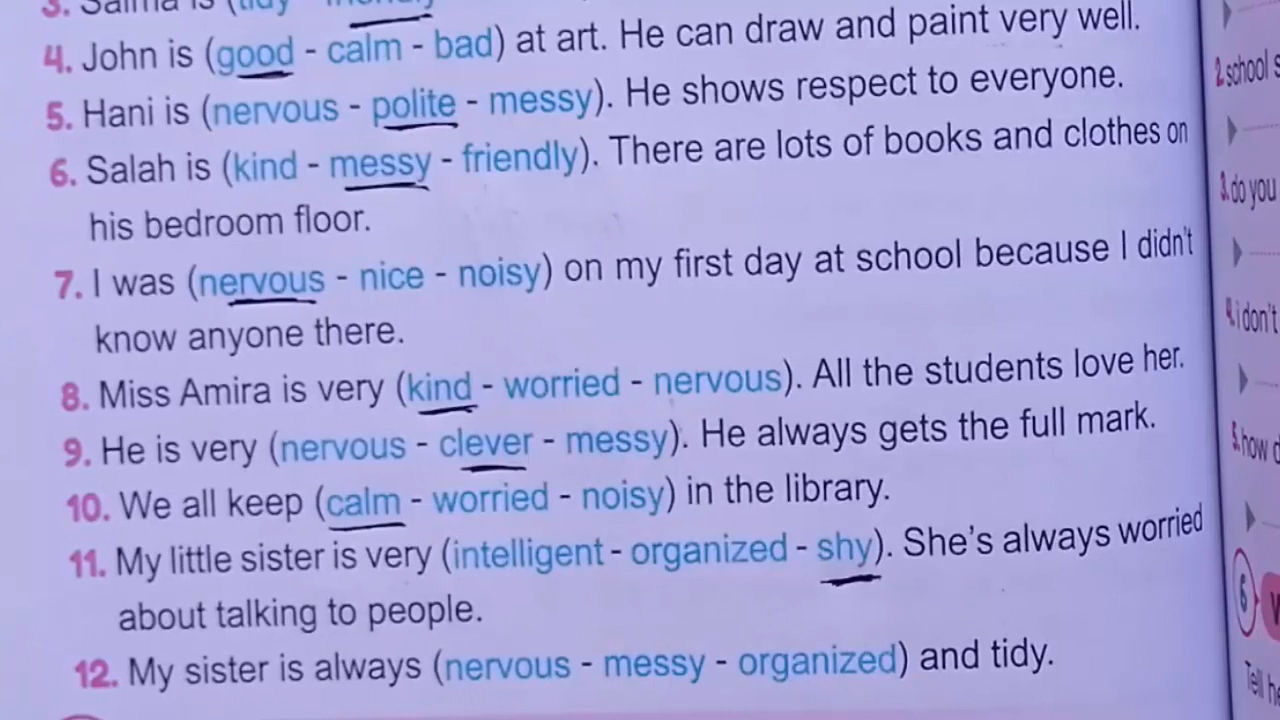 3. Salma is (tidy
4. John is (good - calm - bad) at art. He can draw and paint very well.
5. Hani is (nervous - polite - messy). He shows respect to everyone.
6. Salah is (kind - messy - friendly). There are lots of books and clothes on
his bedroom floor.
7. I was (nervous - nice - noisy) on my first day at school because I didn't
know anyone there.
8. Miss Amira is very (kind - worried - nervous). All the students love her.
9. He is very (nervous - clever - messy). He always gets the full mark.
10. We all keep (calm - worried - noisy) in the library.
11. My little sister is very (intelligent - organized - shy). She's always worried
about talking to people.
12. My sister is always (nervous - messy - organized) and tidy.
2. school
3. do you
4. i don't
5. how
6
Tell